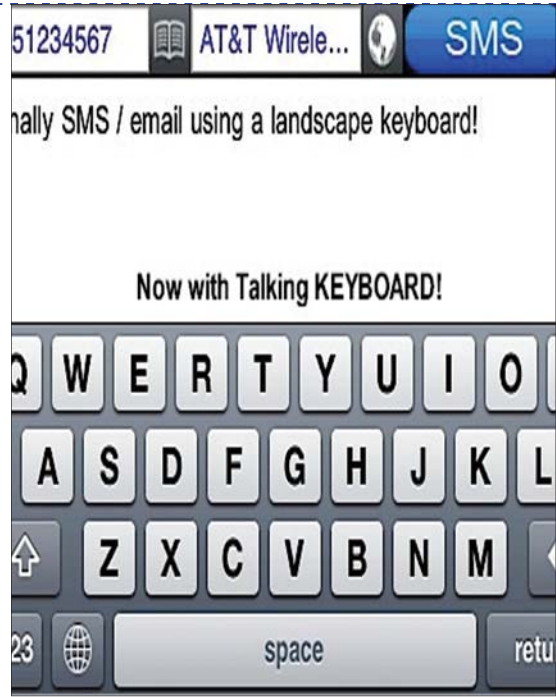 51234567 AT&T Wirele... SMS
nally SMS / email using a landscape keyboard!
Now with Talking KEYBOARD!
Q W E R T Y U I O
A S D F G H J K L
Z X C V B N M
23 space retu